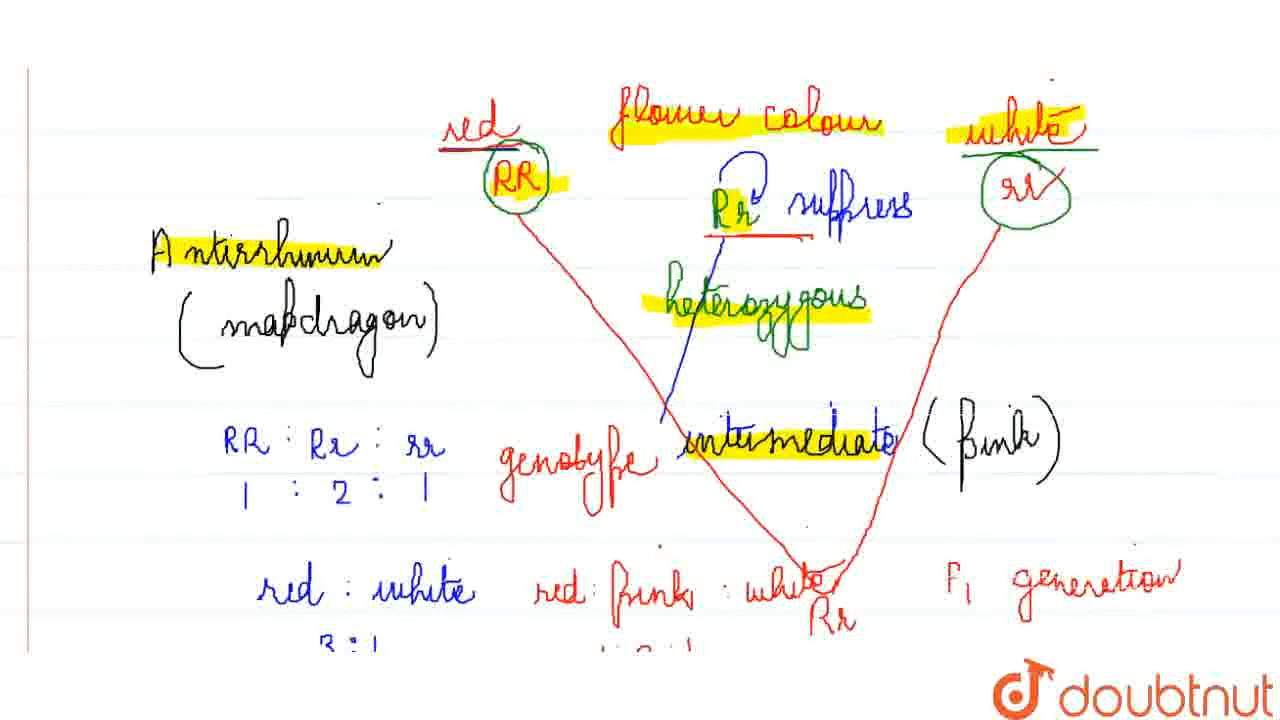 red flower colour white
RR Rr suppress rr
Antirrhinum
heterozygous
(snapdragon)
RR : Rr : rr genotype intermediate (pink)
1 : 2 : 1
red : white red : pink : white F1 generation
Rr
3 : 1
doubtnut